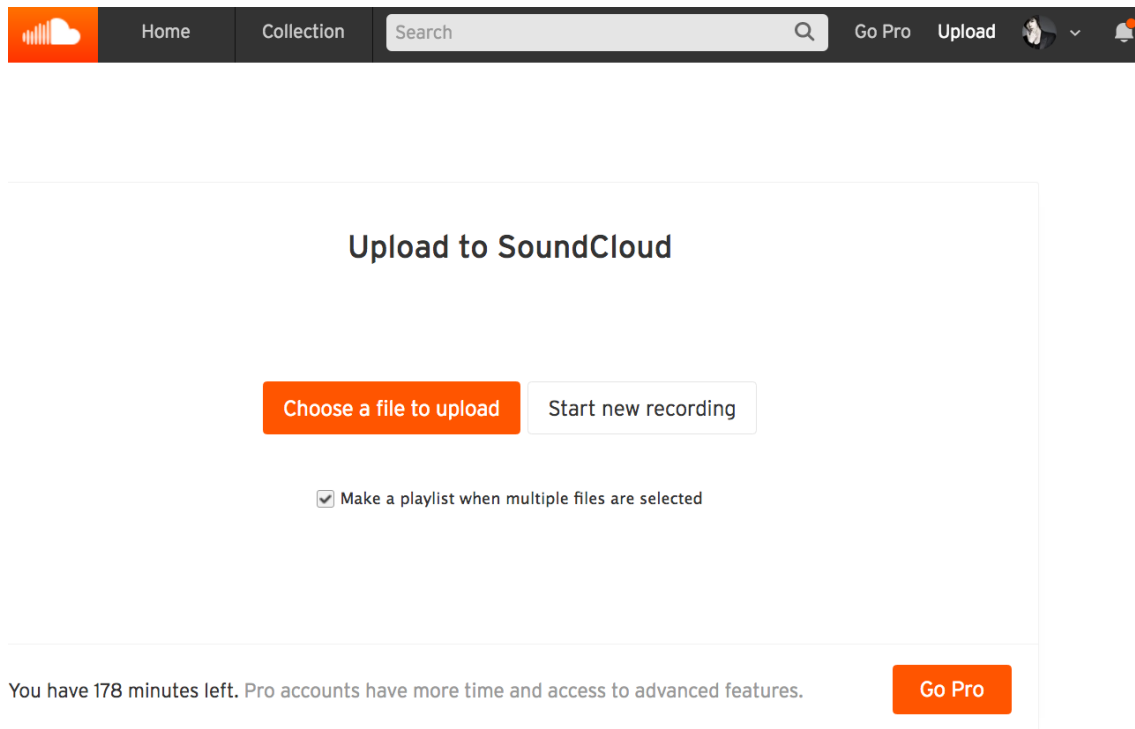 Home Collection Search Go Pro Upload
Upload to SoundCloud
Choose a file to upload Start new recording
Make a playlist when multiple files are selected
You have 178 minutes left. Pro accounts have more time and access to advanced features. Go Pro